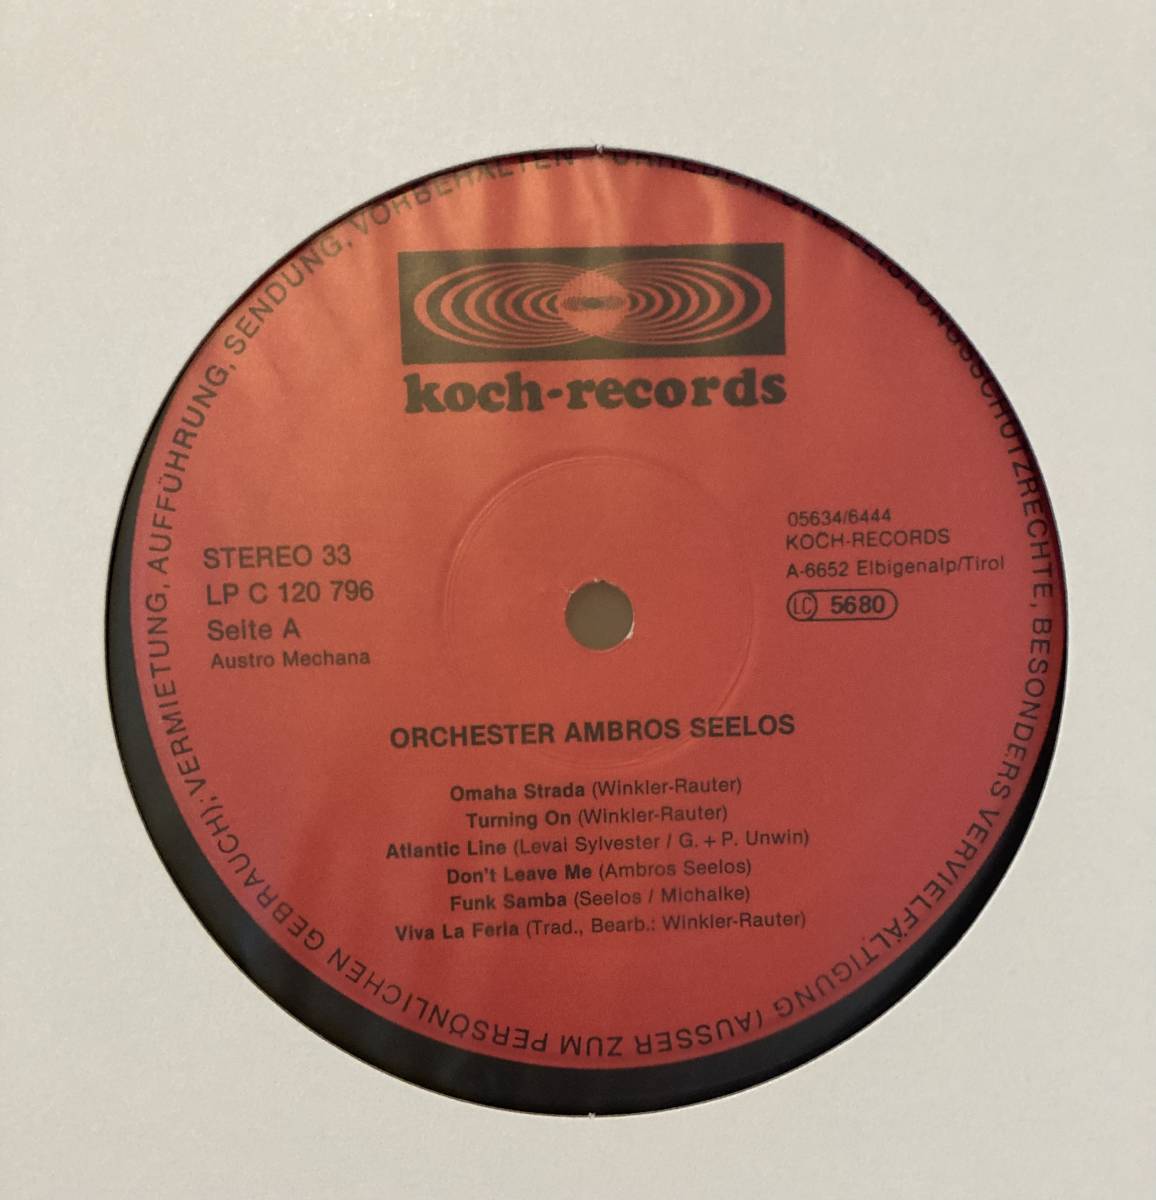 koch-records
STEREO 33
LP C 120 796
Seite A
Austro Mechana
05634/6444
KOCH-RECORDS
A-6652 Elbigenalp/Tirol
LC 5680
ORCHESTER AMBROS SEELOS
Omaha Strada (Winkler-Rauter)
Turning On (Winkler-Rauter)
Atlantic Line (Levai Sylvester / G. + P. Unwin)
Don't Leave Me (Ambros Seelos)
Funk Samba (Seelos / Michalke)
Viva La Feria (Trad., Bearb.: Winkler-Rauter)
URHEBER- UND LEISTUNGSSCHUTZRECHTE, BESONDERS VERVIELFÄLTIGUNG (AUSSER ZUM PERSÖNLICHEN GEBRAUCH); VERMIETUNG, AUFFÜHRUNG, SENDUNG, VORBEHALTEN